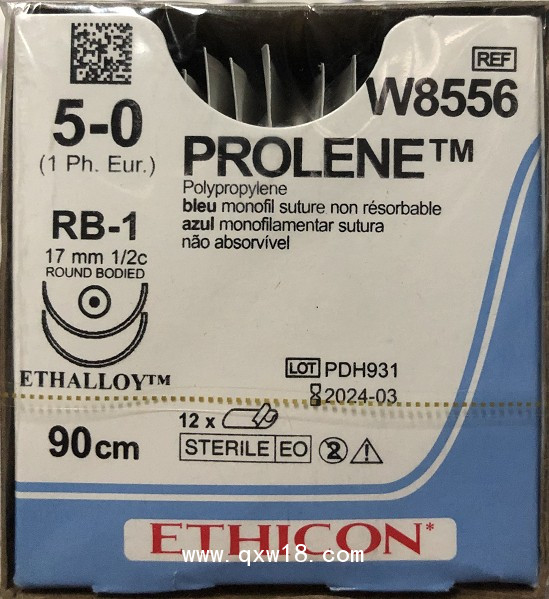 REF
W8556
5-0
(1 Ph. Eur.)
PROLENE™
Polypropylene
bleu monofil suture non résorbable
azul monofilamentar sutura
não absorvível
RB-1
17 mm 1/2c
ROUND BODIED
ETHALLOY™
LOT PDH931
2024-03
12 x
90cm
STERILE EO
2
ETHICON*
www.qxw18.com